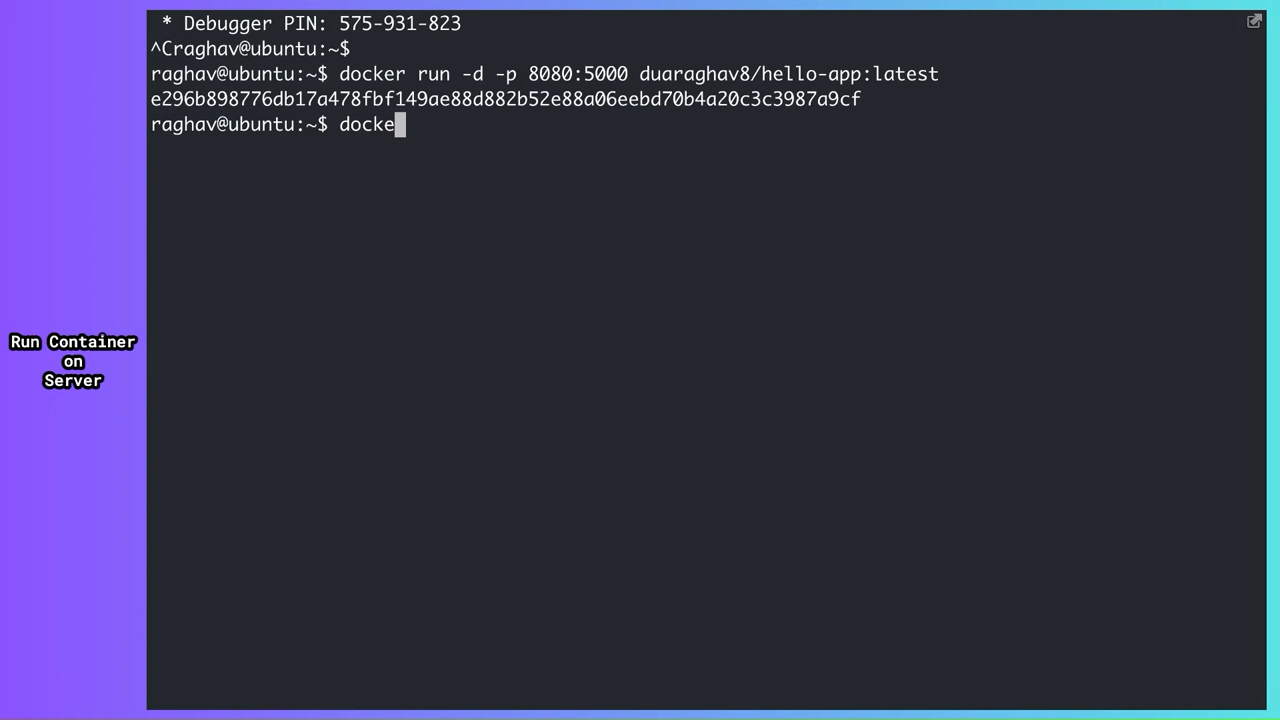 * Debugger PIN: 575-931-823
^Craghav@ubuntu:~$
raghav@ubuntu:~$ docker run -d -p 8080:5000 duaraghav8/hello-app:latest
e296b898776db17a478fbf149ae88d882b52e88a06eebd70b4a20c3c3987a9cf
raghav@ubuntu:~$ docke
Run Container
on
Server